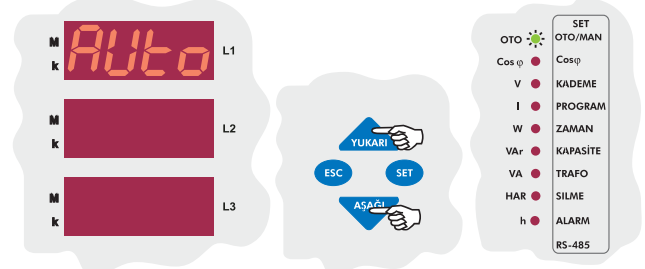 M
k
AUto
L1
M
k
L2
M
k
L3
YUKARI
ESC
SET
AŞAĞI
SET
OTO OTO/MAN
Cos φ Cosφ
V KADEME
I PROGRAM
W ZAMAN
VAr KAPASİTE
VA TRAFO
HAR SILME
h ALARM
RS-485